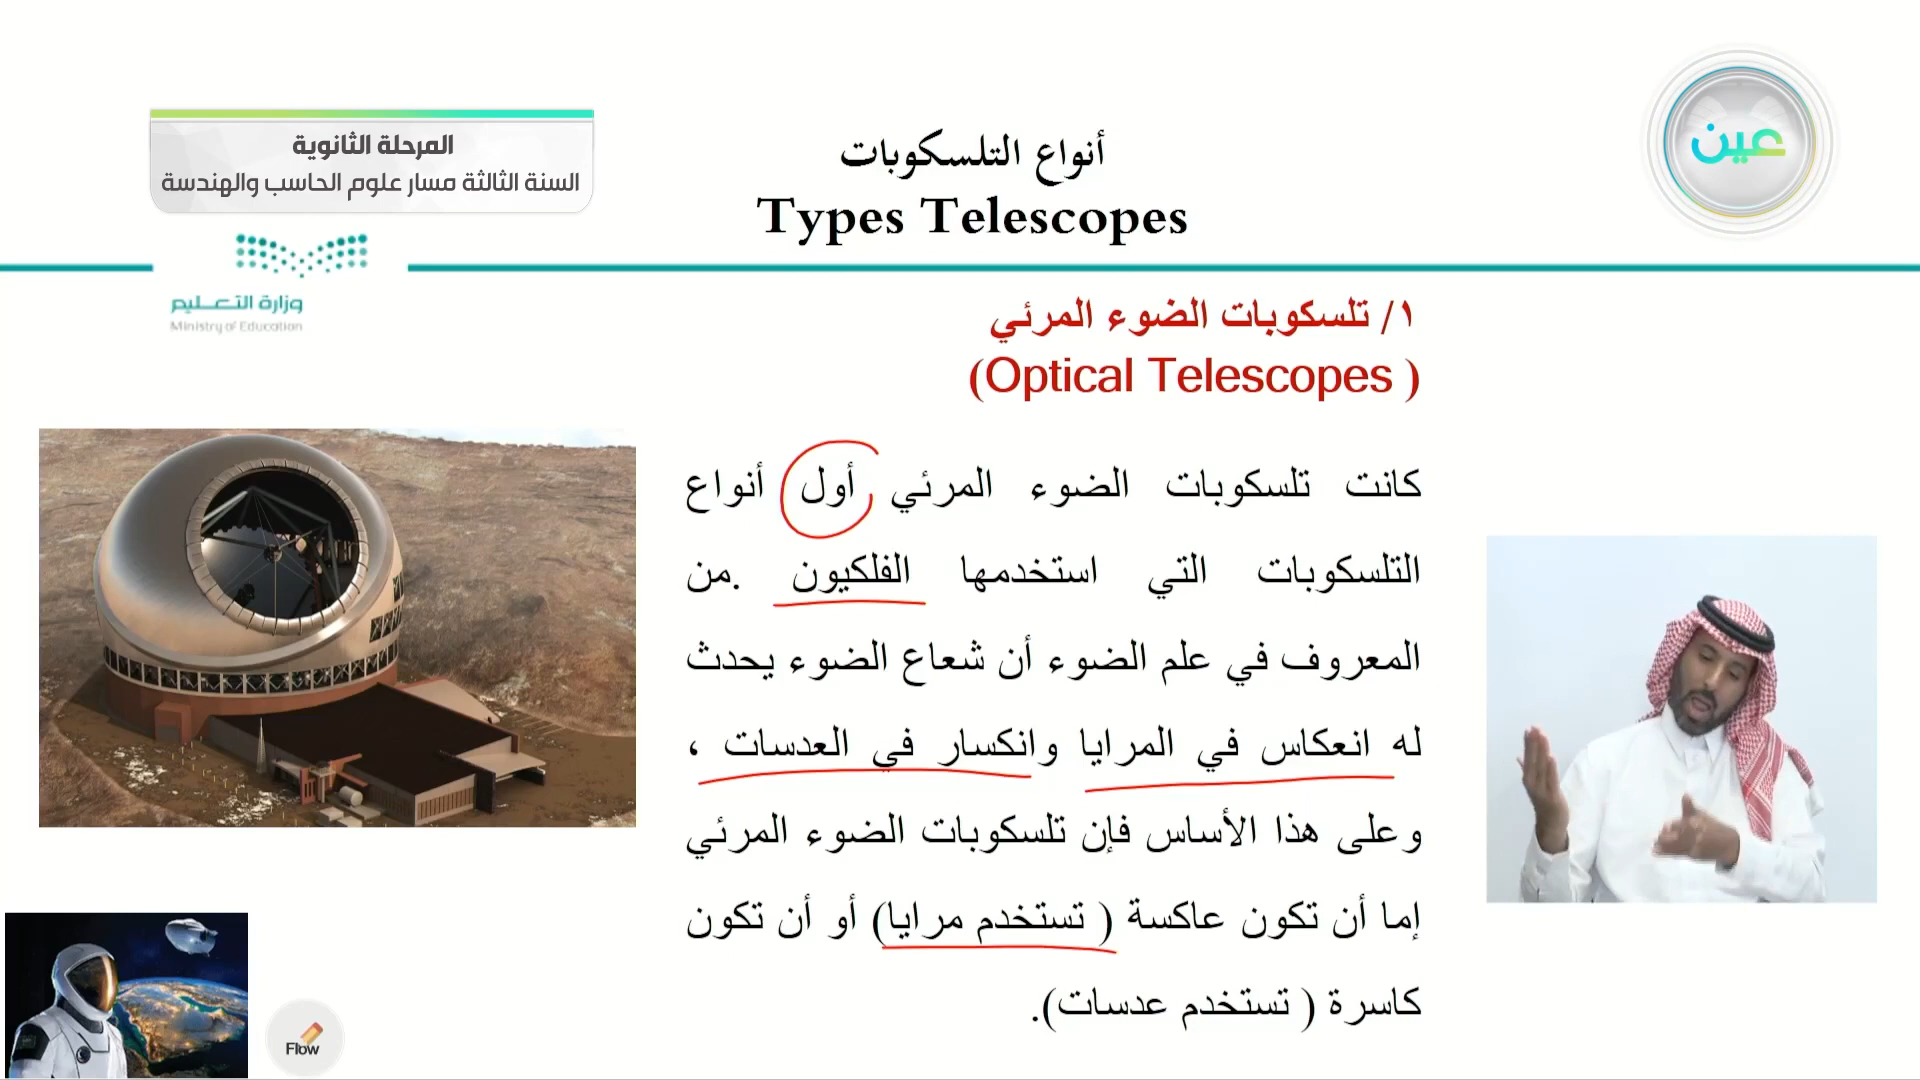 المرحلة الثانوية
السنة الثالثة مسار علوم الحاسب والهندسة
وزارة التعـــليم
Ministry of Education
أنواع التلسكوبات
Types Telescopes
عين
١/ تلسكوبات الضوء المرئي
(Optical Telescopes )
كانت تلسكوبات الضوء المرئي أول أنواع
التلسكوبات التي استخدمها الفلكيون .من
المعروف في علم الضوء أن شعاع الضوء يحدث
له انعكاس في المرايا وانكسار في العدسات ،
وعلى هذا الأساس فإن تلسكوبات الضوء المرئي
إما أن تكون عاكسة ( تستخدم مرايا) أو أن تكون
كاسرة ( تستخدم عدسات).
Flow